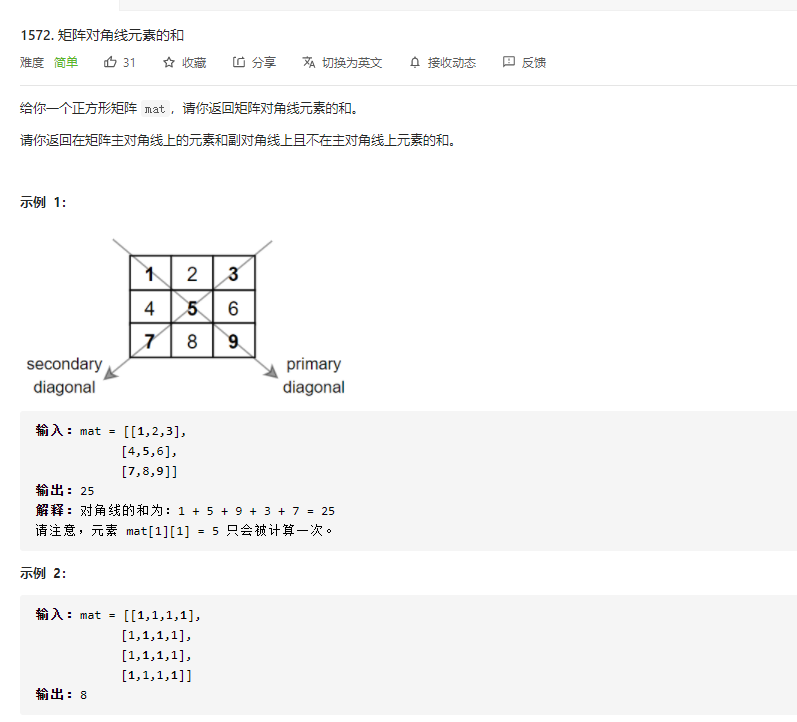 1572. 矩阵对角线元素的和
难度 简单 31 收藏 分享 切换为英文 接收动态 反馈
给你一个正方形矩阵 mat，请你返回矩阵对角线元素的和。
请你返回在矩阵主对角线上的元素和副对角线上且不在主对角线上元素的和。
示例 1：
1 2 3
4 5 6
7 8 9
secondary diagonal
primary diagonal
输入：mat = [[1,2,3],
[4,5,6],
[7,8,9]]
输出：25
解释：对角线的和为：1 + 5 + 9 + 3 + 7 = 25
请注意，元素 mat[1][1] = 5 只会被计算一次。
示例 2：
输入：mat = [[1,1,1,1],
[1,1,1,1],
[1,1,1,1],
[1,1,1,1]]
输出：8